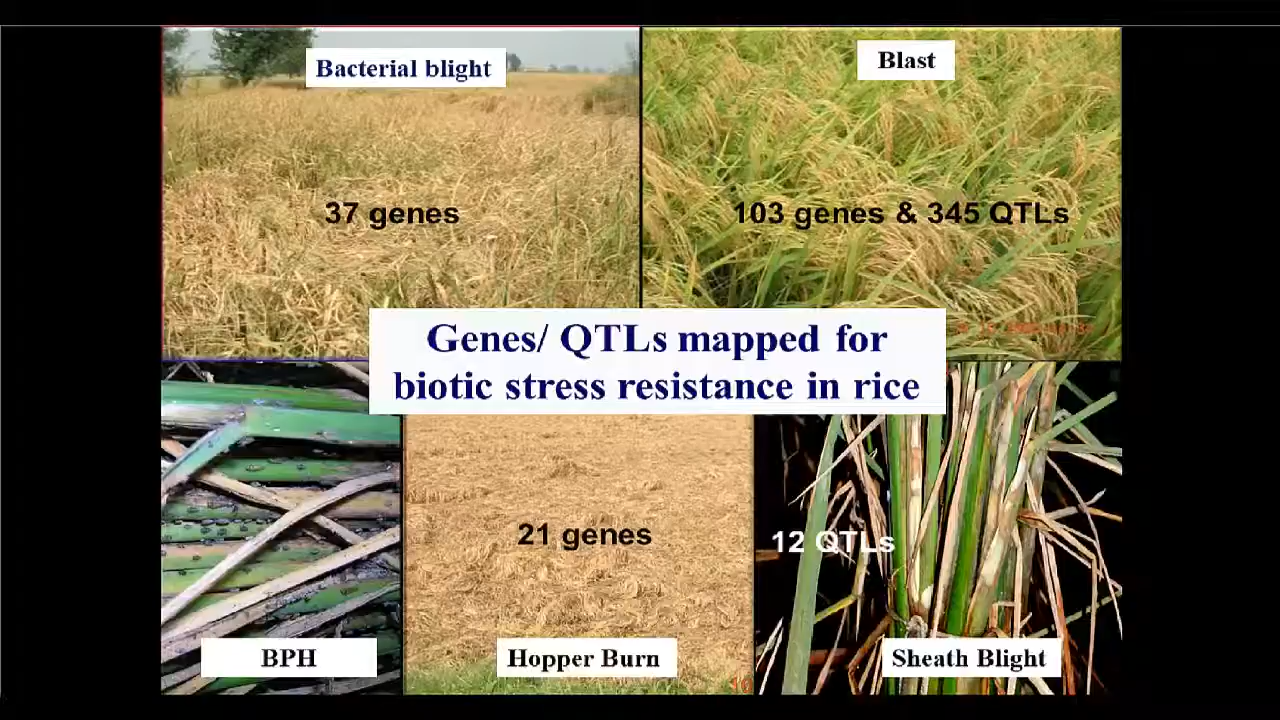 Bacterial blight
Blast
37 genes
103 genes & 345 QTLs
Genes/ QTLs mapped for
biotic stress resistance in rice
21 genes
12 QTLs
BPH
Hopper Burn
Sheath Blight